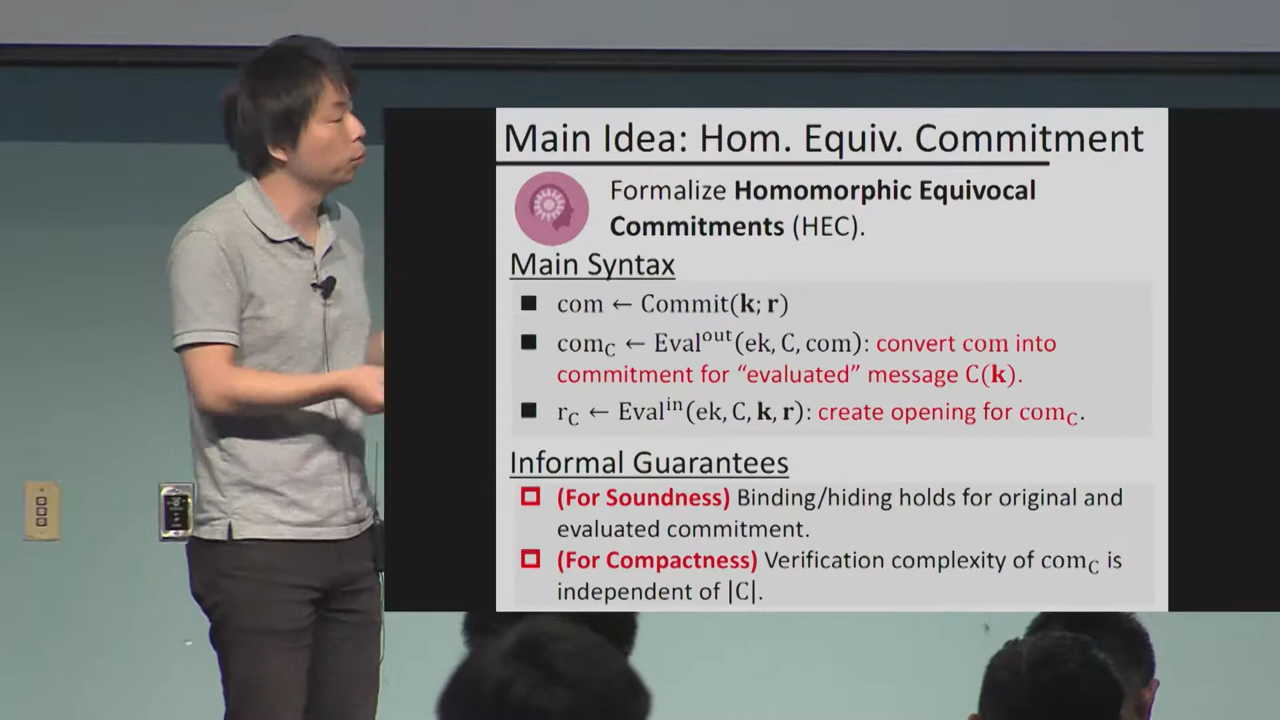 Main Idea: Hom. Equiv. Commitment
Formalize Homomorphic Equivocal
Commitments (HEC).
Main Syntax
■ com ← Commit(k; r)
■ com_C ← Eval^out(ek, C, com): convert com into
commitment for “evaluated” message C(k).
■ r_C ← Eval^in(ek, C, k, r): create opening for com_C.
Informal Guarantees
(For Soundness) Binding/hiding holds for original and
evaluated commitment.
(For Compactness) Verification complexity of com_C is
independent of |C|.